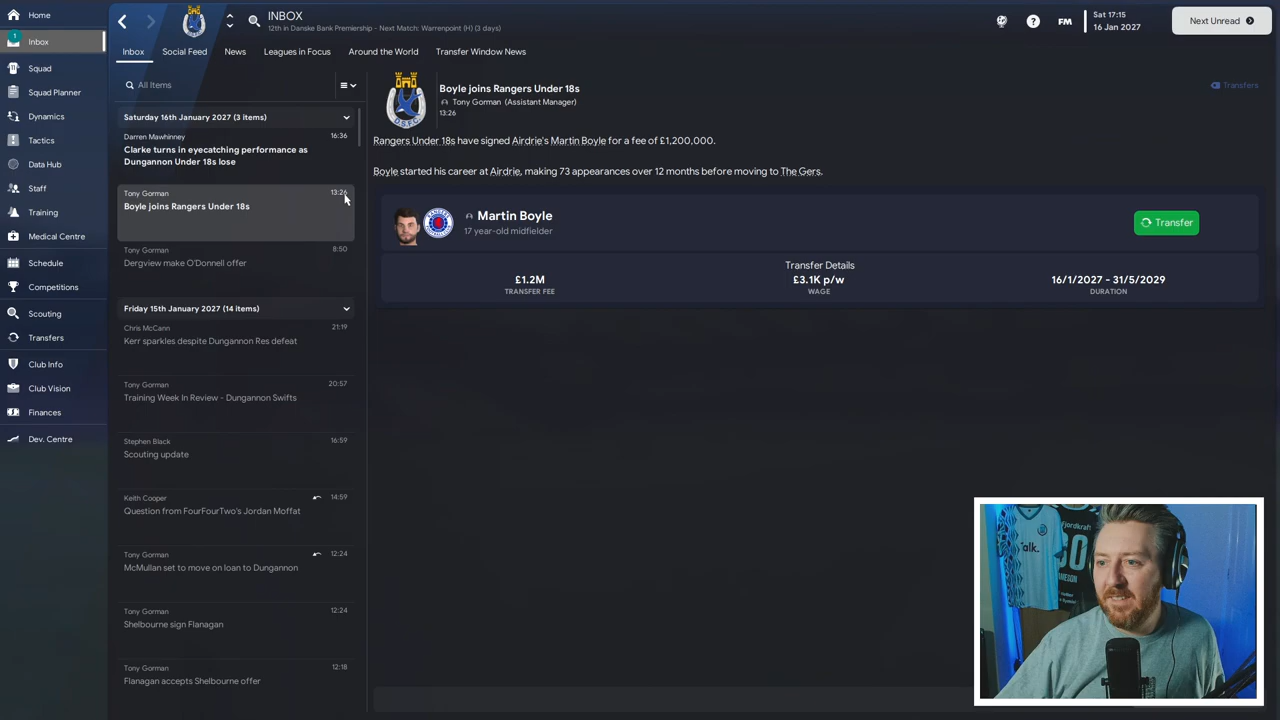 INBOX
12th in Danske Bank Premiership - Next Match: Warrenpoint (H) (3 days)
FM
Sat 17:15
16 Jan 2027
Next Unread
Home
1
Inbox
Squad
Squad Planner
Dynamics
Tactics
Data Hub
Staff
Training
Medical Centre
Schedule
Competitions
Scouting
Transfers
Club Info
Club Vision
Finances
Dev. Centre
Inbox
Social Feed
News
Leagues in Focus
Around the World
Transfer Window News
All Items
Saturday 16th January 2027 (3 items)
Darren Mawhinney
16:36
Clarke turns in eyecatching performance as
Dungannon Under 18s lose
Tony Gorman
13:26
Boyle joins Rangers Under 18s
Tony Gorman
8:50
Dergview make O'Donnell offer
Friday 15th January 2027 (14 items)
Chris McCann
21:19
Kerr sparkles despite Dungannon Res defeat
Tony Gorman
20:57
Training Week In Review - Dungannon Swifts
Stephen Black
16:59
Scouting update
Keith Cooper
14:59
Question from FourFourTwo's Jordan Moffat
Tony Gorman
12:24
McMullan set to move on loan to Dungannon
Tony Gorman
12:24
Shelbourne sign Flanagan
Tony Gorman
12:18
Flanagan accepts Shelbourne offer
D.S.F.C.
Boyle joins Rangers Under 18s
Tony Gorman (Assistant Manager)
13:26
Transfers
Rangers Under 18s have signed Airdrie's Martin Boyle for a fee of £1,200,000.
Boyle started his career at Airdrie, making 73 appearances over 12 months before moving to The Gers.
Martin Boyle
17 year-old midfielder
Transfer
Transfer Details
£1.2M
TRANSFER FEE
£3.1K p/w
WAGE
16/1/2027 - 31/5/2029
DURATION
alk.
fjordkraft
JAMIESON